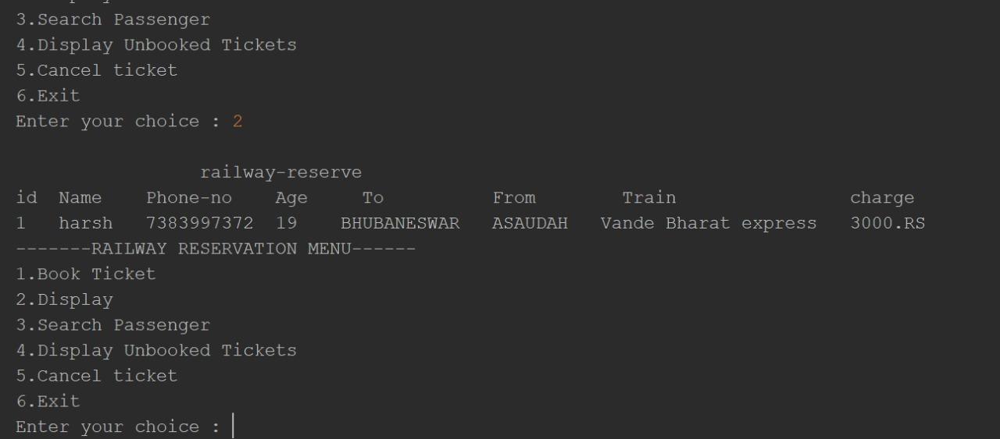 3.Search Passenger
4.Display Unbooked Tickets
5.Cancel ticket
6.Exit
Enter your choice : 2
railway-reserve
id Name Phone-no Age To From Train charge
1 harsh 7383997372 19 BHUBANESWAR ASAUDAH Vande Bharat express 3000.RS
-------RAILWAY RESERVATION MENU------
1.Book Ticket
2.Display
3.Search Passenger
4.Display Unbooked Tickets
5.Cancel ticket
6.Exit
Enter your choice :